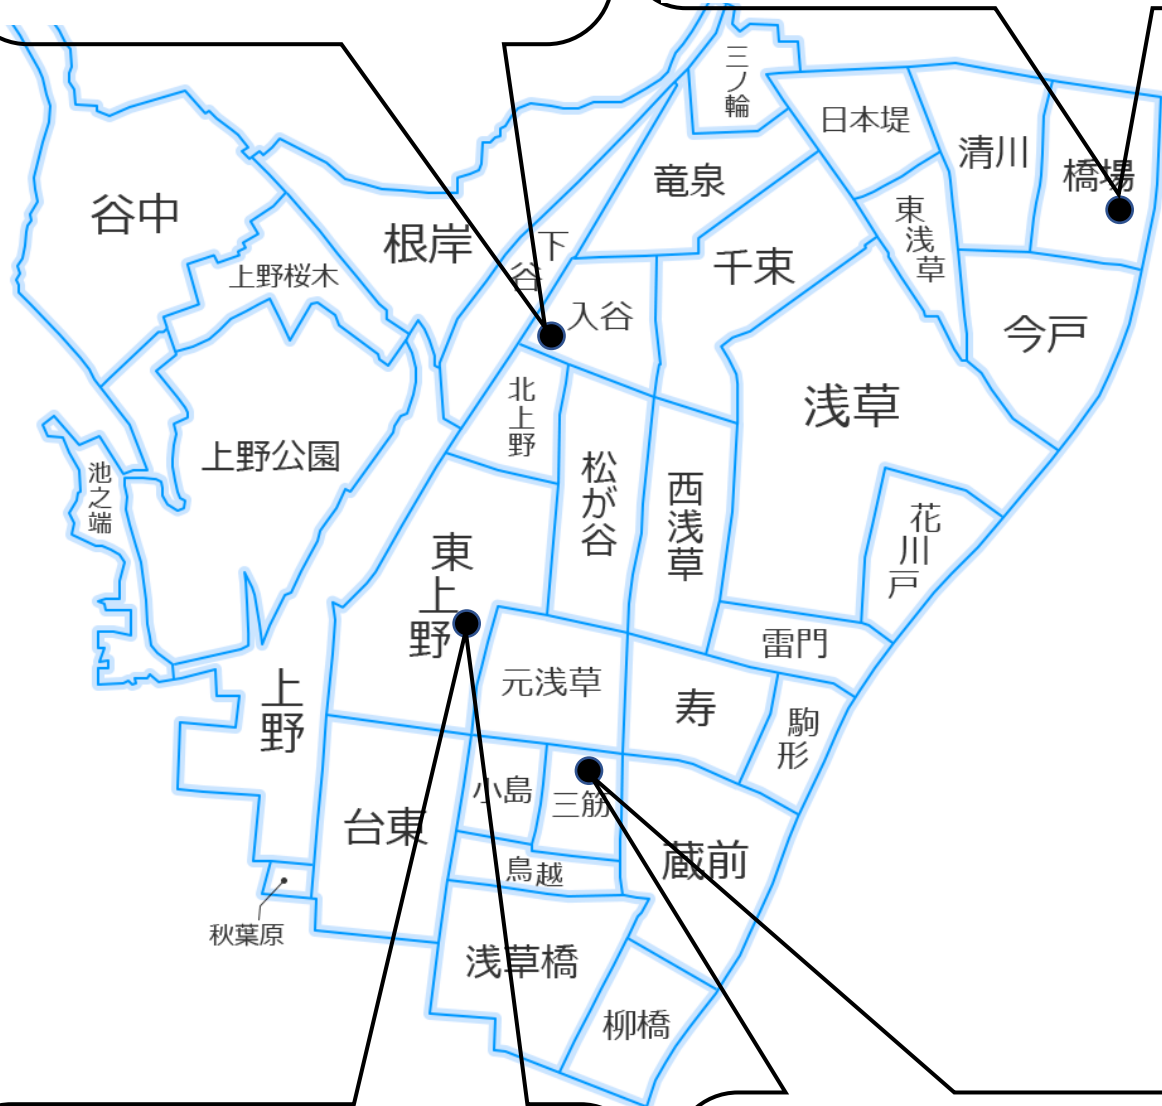 三ノ輪
日本堤
清川
橋場
竜泉
谷中
根岸
東浅草
下谷
千束
上野桜木
入谷
今戸
北上野
浅草
上野公園
池之端
松が谷
西浅草
花川戸
東上野
雷門
元浅草
上野
寿
駒形
小島
三筋
台東
蔵前
鳥越
秋葉原
浅草橋
柳橋